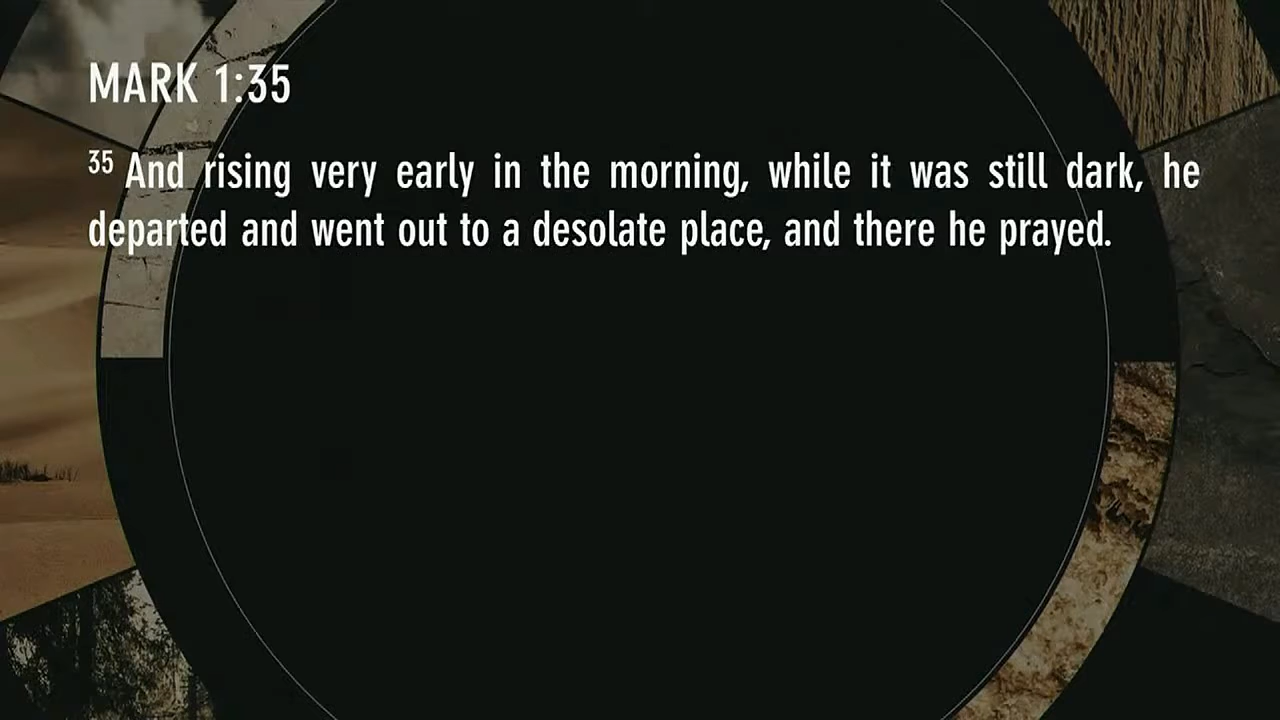 MARK 1:35
35 And rising very early in the morning, while it was still dark, he
departed and went out to a desolate place, and there he prayed.